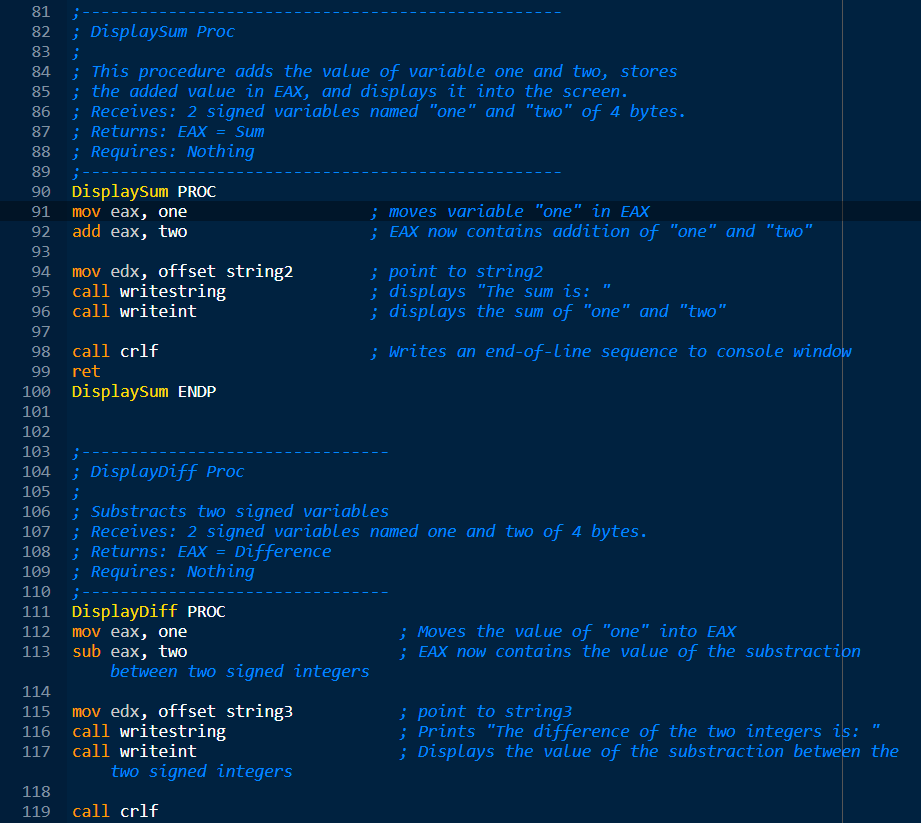 81 ;--------------------------------------------------
82 ; DisplaySum Proc
83 ;
84 ; This procedure adds the value of variable one and two, stores
85 ; the added value in EAX, and displays it into the screen.
86 ; Receives: 2 signed variables named "one" and "two" of 4 bytes.
87 ; Returns: EAX = Sum
88 ; Requires: Nothing
89 ;--------------------------------------------------
90 DisplaySum PROC
91 mov eax, one ; moves variable "one" in EAX
92 add eax, two ; EAX now contains addition of "one" and "two"
93
94 mov edx, offset string2 ; point to string2
95 call writestring ; displays "The sum is: "
96 call writeint ; displays the sum of "one" and "two"
97
98 call crlf ; Writes an end-of-line sequence to console window
99 ret
100 DisplaySum ENDP
101
102
103 ;--------------------------------
104 ; DisplayDiff Proc
105 ;
106 ; Substracts two signed variables
107 ; Receives: 2 signed variables named one and two of 4 bytes.
108 ; Returns: EAX = Difference
109 ; Requires: Nothing
110 ;--------------------------------
111 DisplayDiff PROC
112 mov eax, one ; Moves the value of "one" into EAX
113 sub eax, two ; EAX now contains the value of the substraction
between two signed integers
114
115 mov edx, offset string3 ; point to string3
116 call writestring ; Prints "The difference of the two integers is: "
117 call writeint ; Displays the value of the substraction between the
two signed integers
118
119 call crlf